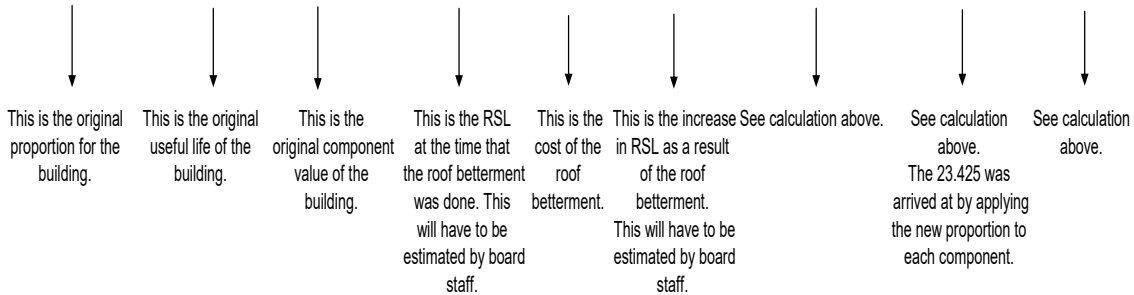 This is the original
proportion for the
building.
This is the original
useful life of the
building.
This is the
original component
value of the
building.
This is the RSL
at the time that
the roof betterment
was done. This
will have to be
estimated by board
staff.
This is the
cost of the
roof
betterment.
This is the increase
in RSL as a result
of the roof
betterment.
This will have to be
estimated by board
staff.
See calculation above.
See calculation
above.
The 23.425 was
arrived at by applying
the new proportion to
each component.
See calculation
above.